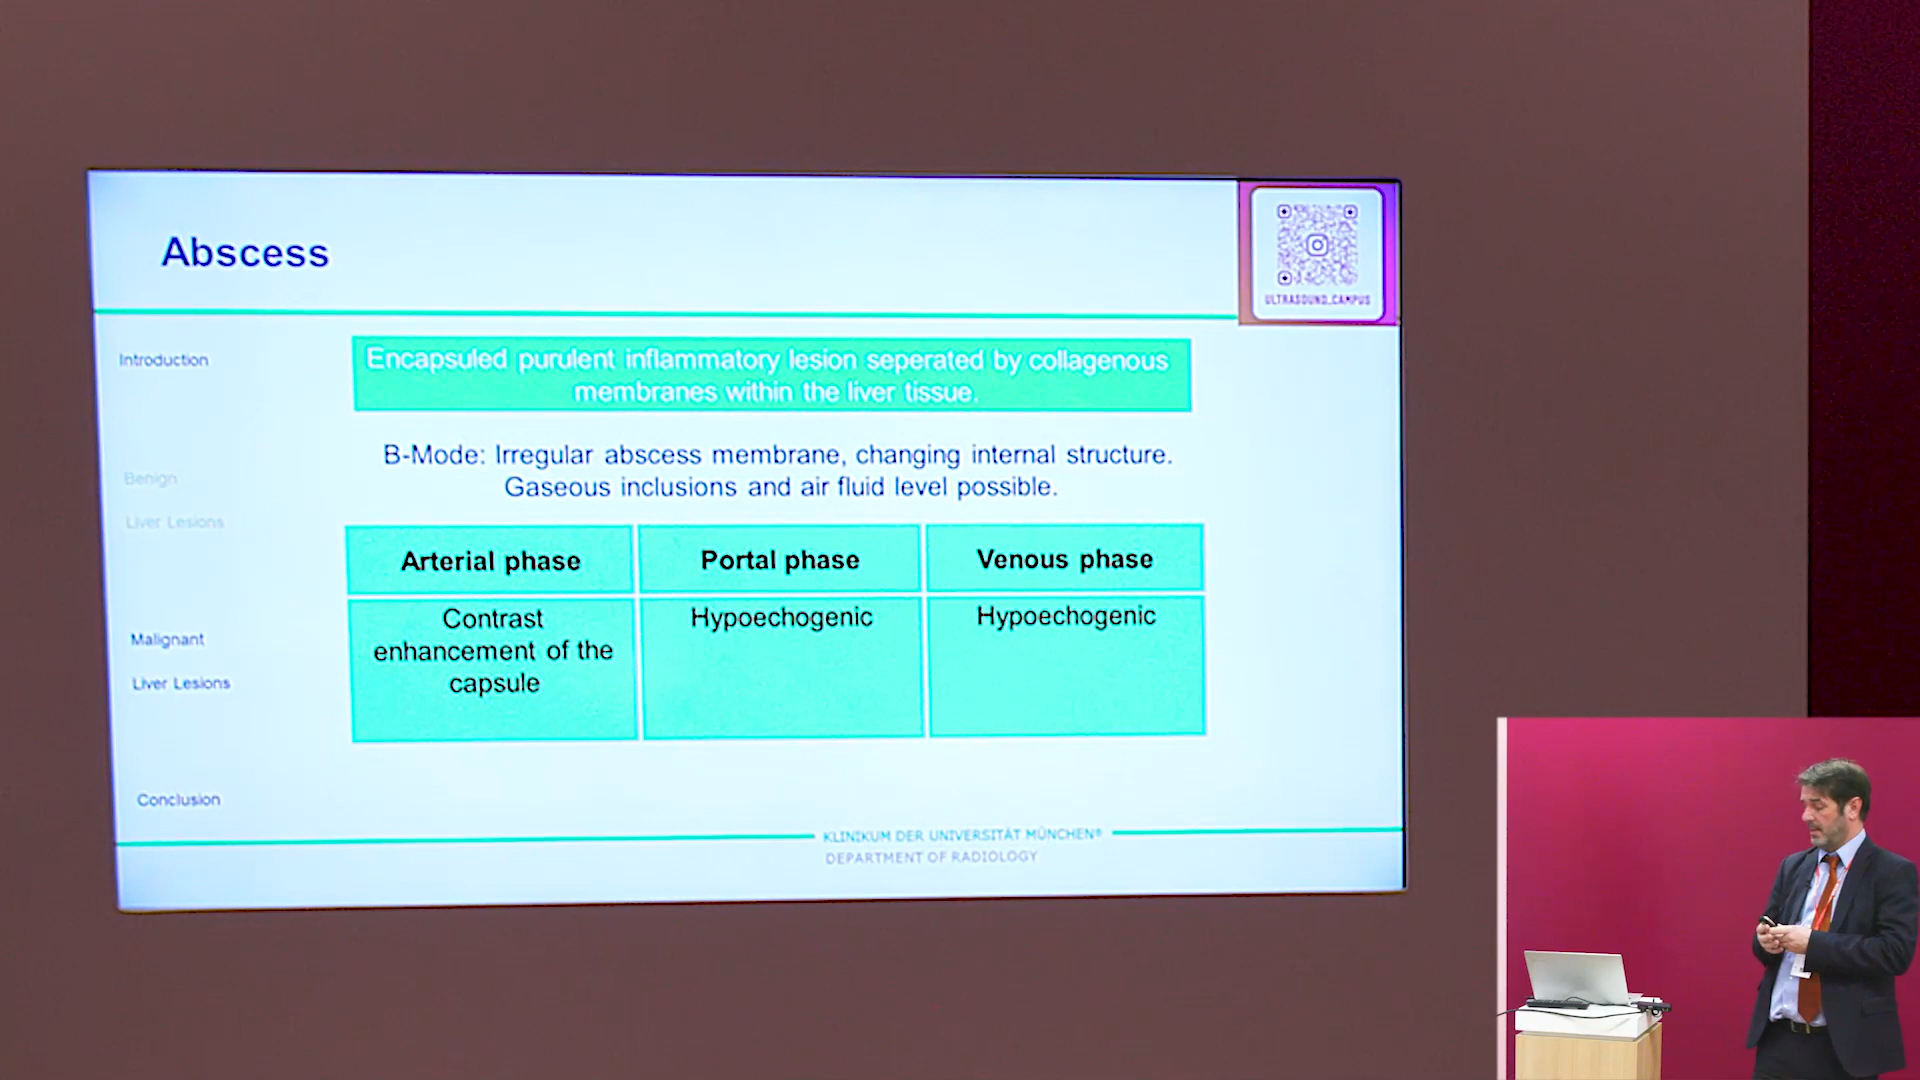 Abscess
ULTRASOUND_CAMPUS
Introduction
Benign
Liver Lesions
Malignant
Liver Lesions
Conclusion
Encapsuled purulent inflammatory lesion seperated by collagenous
membranes within the liver tissue.
B-Mode: Irregular abscess membrane, changing internal structure.
Gaseous inclusions and air fluid level possible.
Arterial phase
Portal phase
Venous phase
Contrast
enhancement of the
capsule
Hypoechogenic
Hypoechogenic
KLINIKUM DER UNIVERSITÄT MÜNCHEN®
DEPARTMENT OF RADIOLOGY